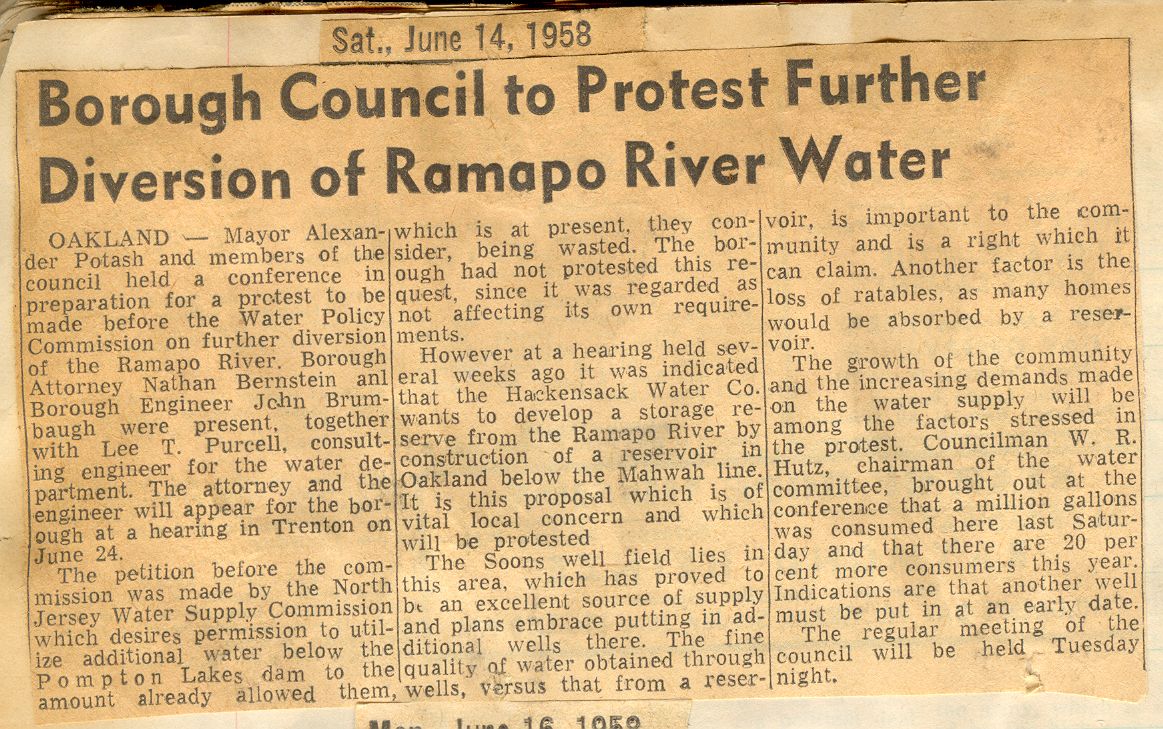 Sat., June 14, 1958
Borough Council to Protest Further
Diversion of Ramapo River Water
OAKLAND — Mayor Alexan-
der Potash and members of the
council held a conference in
preparation for a protest to be
made before the Water Policy
Commission on further diversion
of the Ramapo River. Borough
Attorney Nathan Bernstein anl
Borough Engineer John Brum-
baugh were present, together
with Lee T. Purcell, consult-
ing engineer for the water de-
partment. The attorney and the
engineer will appear for the bor-
ough at a hearing in Trenton on
June 24.
The petition before the com-
mission was made by the North
Jersey Water Supply Commission
which desires permission to util-
ize additional water below the
Pompton Lakes dam to the
amount already allowed them,
which is at present, they con-
sider, being wasted. The bor-
ough had not protested this re-
quest, since it was regarded as
not affecting its own require-
ments.
However at a hearing held sev-
eral weeks ago it was indicated
that the Hackensack Water Co.
wants to develop a storage re-
serve from the Ramapo River by
construction of a reservoir in
Oakland below the Mahwah line.
It is this proposal which is of
vital local concern and which
will be protested
The Soons well field lies in
this area, which has proved to
be an excellent source of supply
and plans embrace putting in ad-
ditional wells there. The fine
quality of water obtained through
wells, versus that from a reser-
voir, is important to the com-
munity and is a right which it
can claim. Another factor is the
loss of ratables, as many homes
would be absorbed by a reser-
voir.
The growth of the community
and the increasing demands made
on the water supply will be
among the factors stressed in
the protest. Councilman W. R.
Hutz, chairman of the water
committee, brought out at the
conference that a million gallons
was consumed here last Satur-
day and that there are 20 per
cent more consumers this year.
Indications are that another well
must be put in at an early date.
The regular meeting of the
council will be held Tuesday
night.
Mon., June 16, 1958